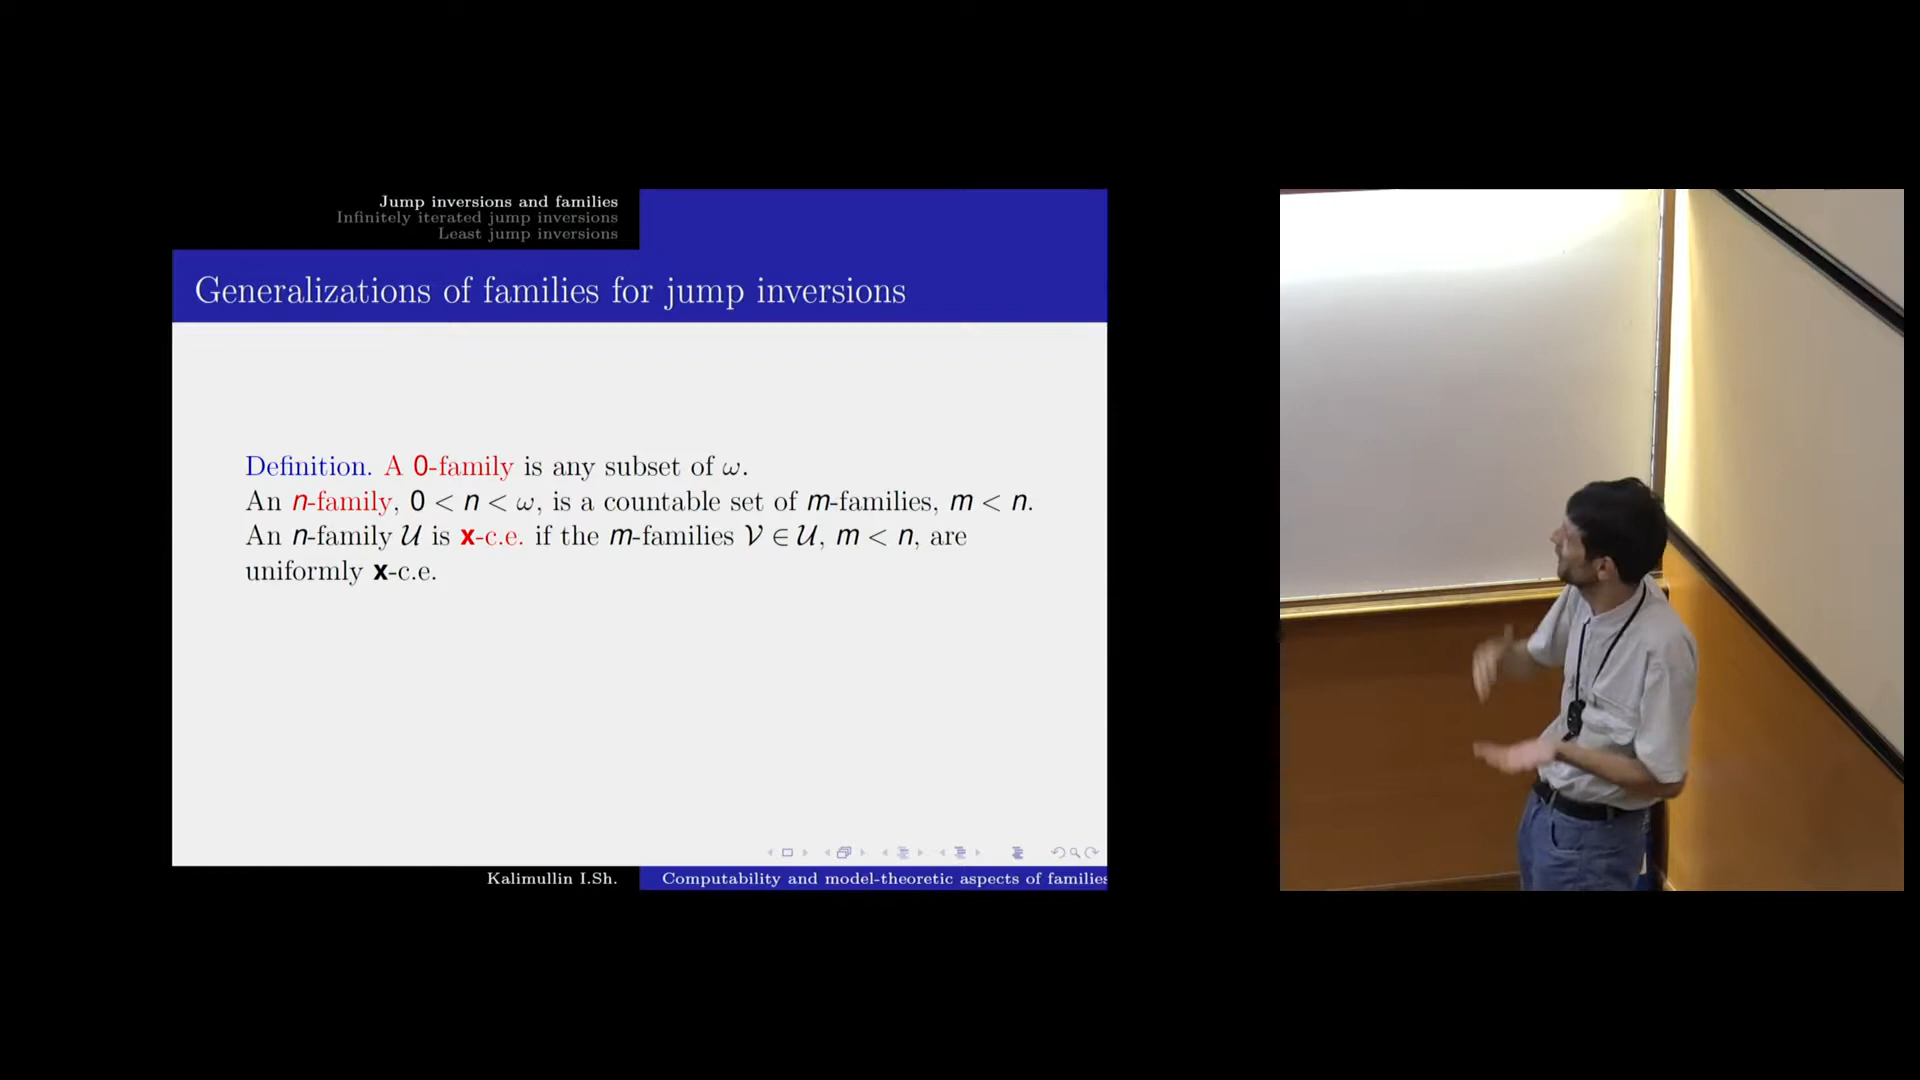 Jump inversions and families
Infinitely iterated jump inversions
Least jump inversions
Generalizations of families for jump inversions
Definition. A 0-family is any subset of ω.
An n-family, 0 < n < ω, is a countable set of m-families, m < n.
An n-family 𝒰 is x-c.e. if the m-families 𝒱 ∈ 𝒰, m < n, are
uniformly x-c.e.
Kalimullin I.Sh.
Computability and model-theoretic aspects of families